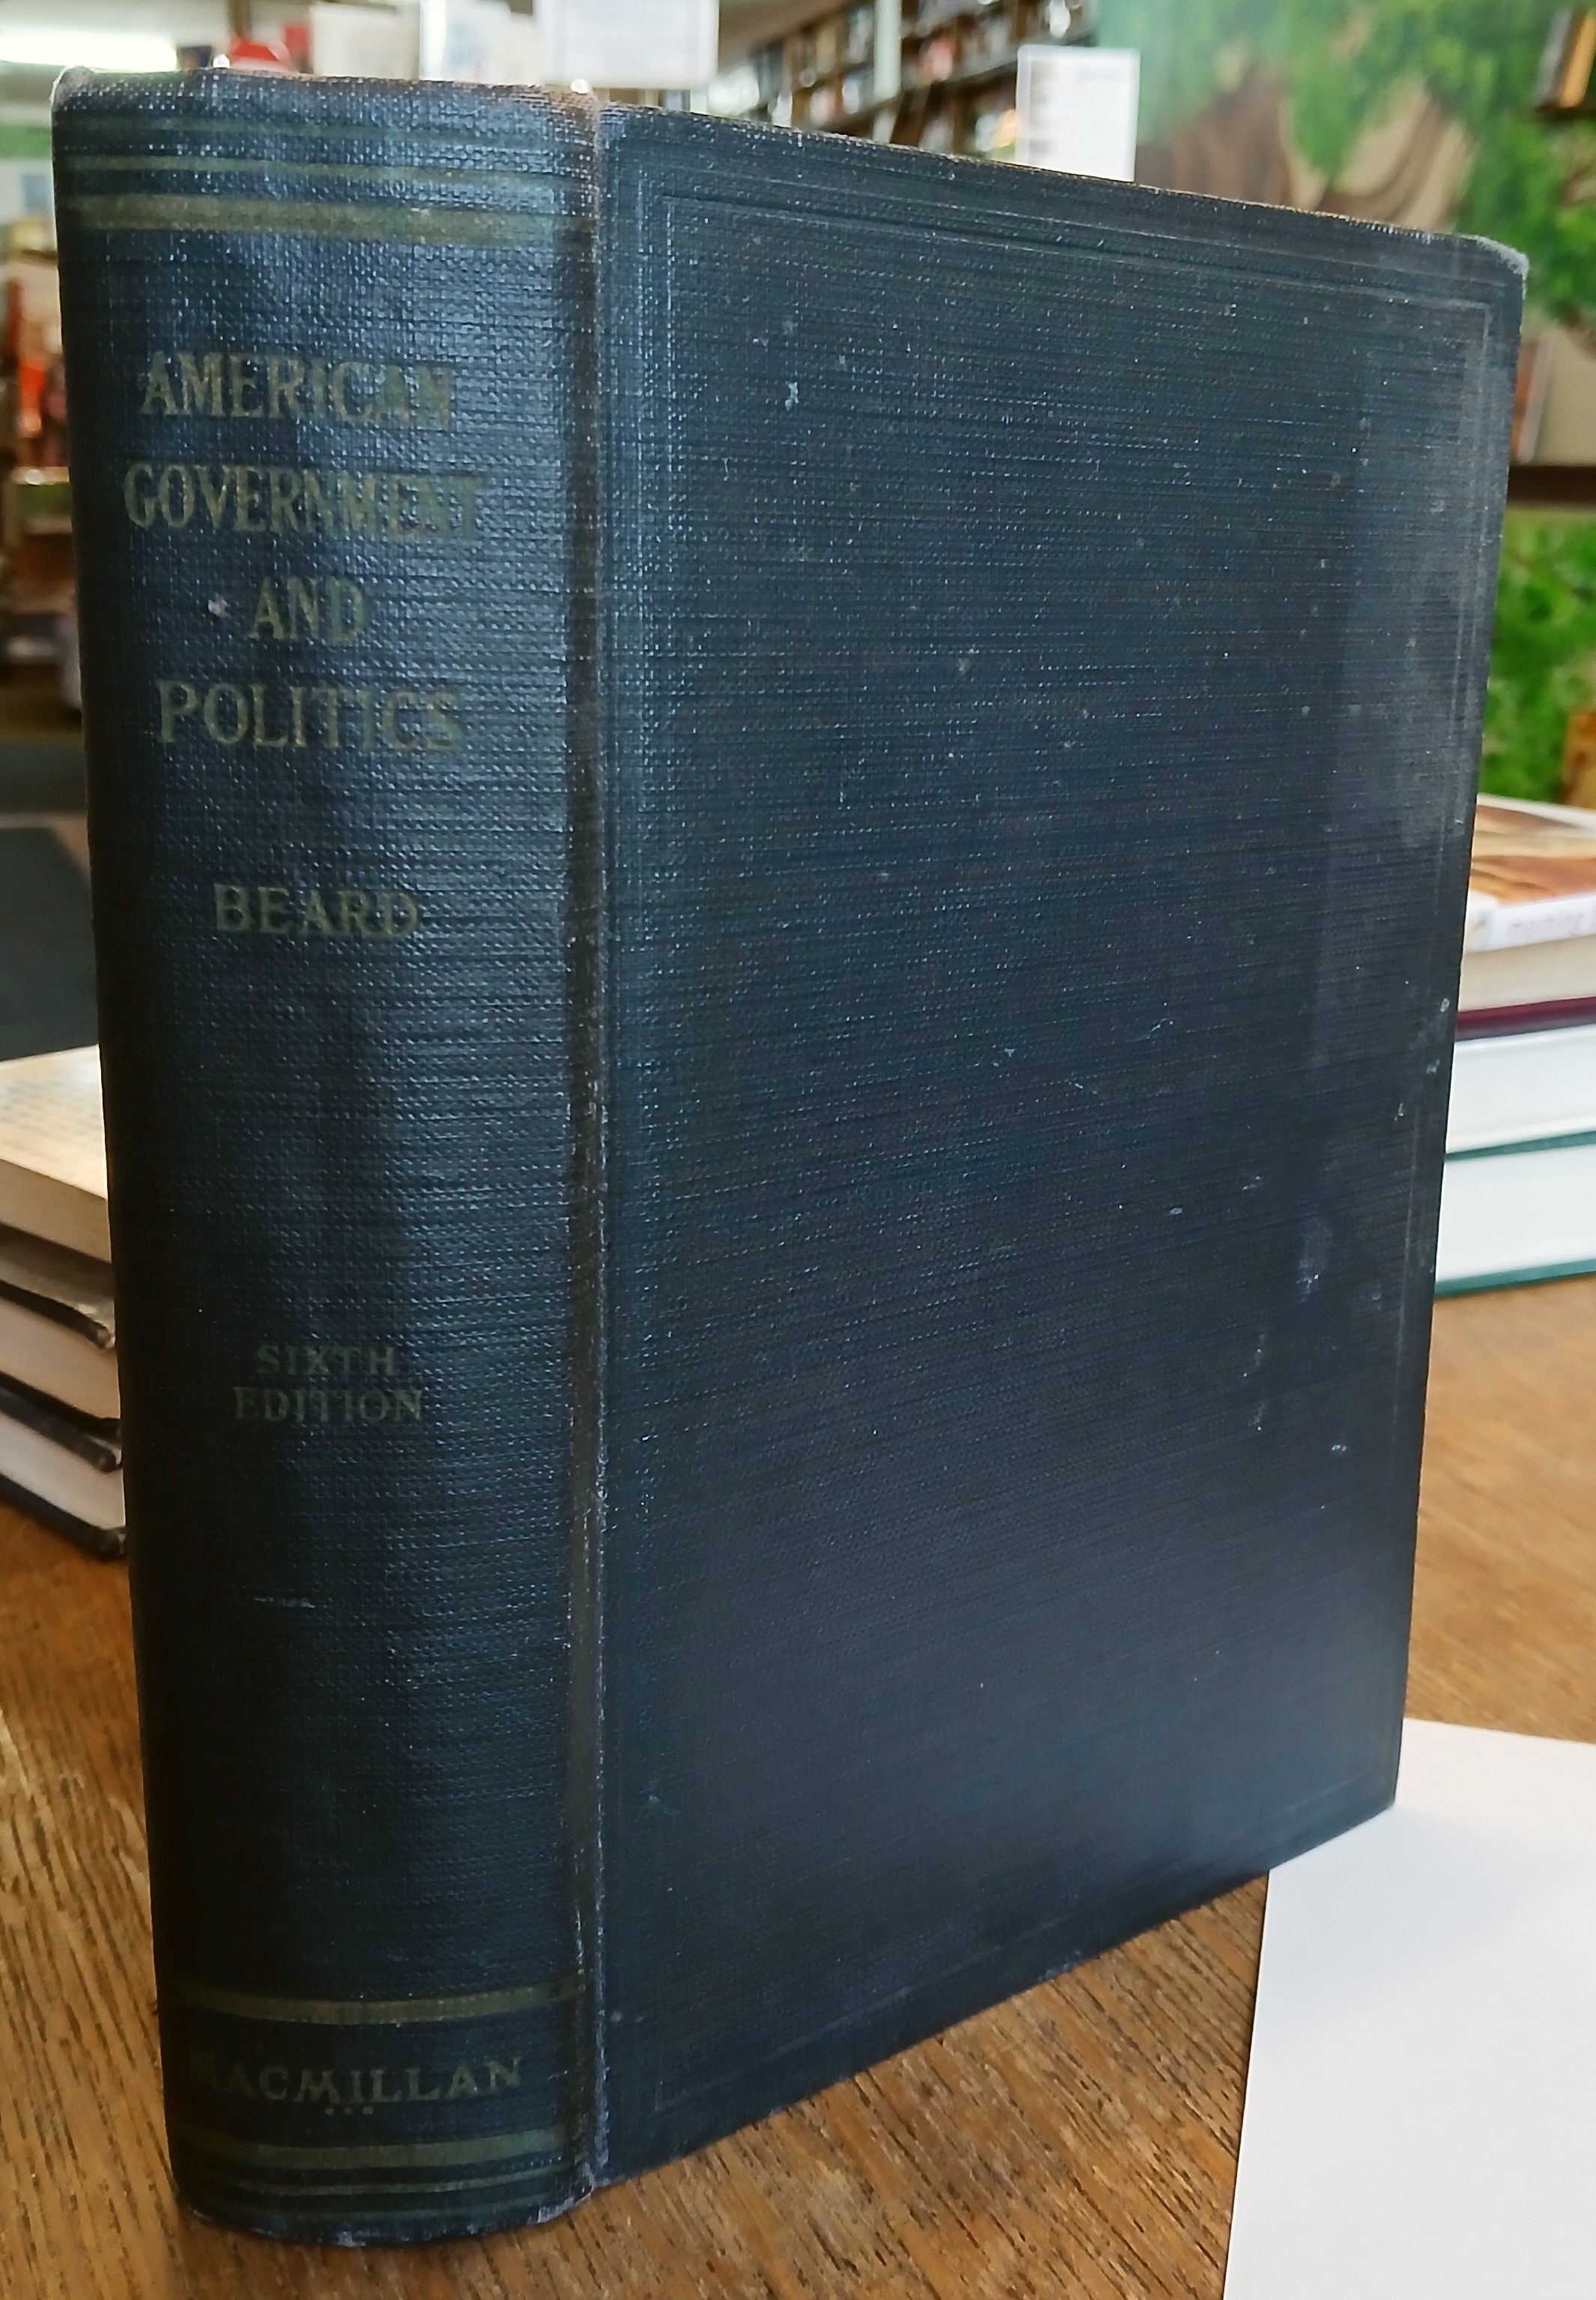 AMERICAN
GOVERNMENT
AND
POLITICS
BEARD
SIXTH
EDITION
MACMILLAN